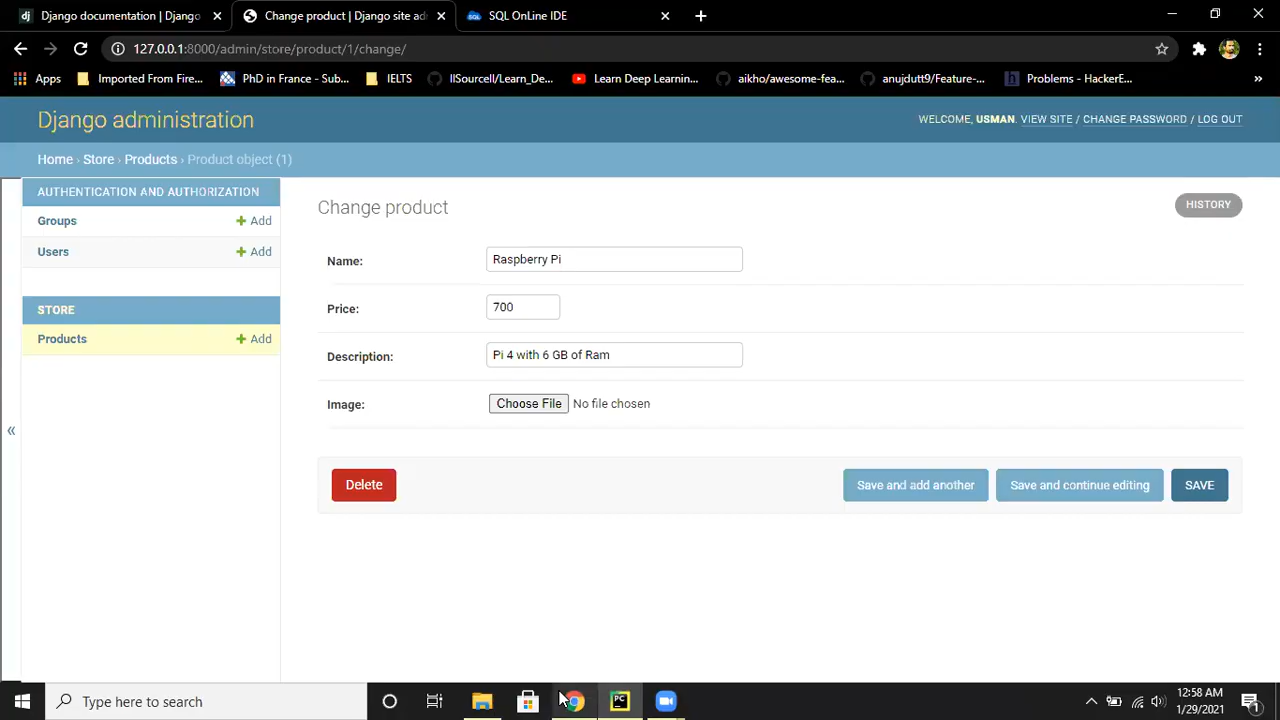 Django documentation | Django
Change product | Django site ad
SQL OnLine IDE
127.0.0.1:8000/admin/store/product/1/change/
Apps
Imported From Fire...
PhD in France - Sub...
IELTS
llSourcell/Learn_De...
Learn Deep Learnin...
aikho/awesome-fea...
anujdutt9/Feature-...
Problems - HackerE...
Django administration
WELCOME, USMAN. VIEW SITE / CHANGE PASSWORD / LOG OUT
Home › Store › Products › Product object (1)
AUTHENTICATION AND AUTHORIZATION
Groups
Add
Users
Add
STORE
Products
Add
«
Change product
HISTORY
Name:
Raspberry Pi
Price:
700
Description:
Pi 4 with 6 GB of Ram
Image:
Choose File No file chosen
Delete
Save and add another
Save and continue editing
SAVE
Type here to search
12:58 AM
1/29/2021